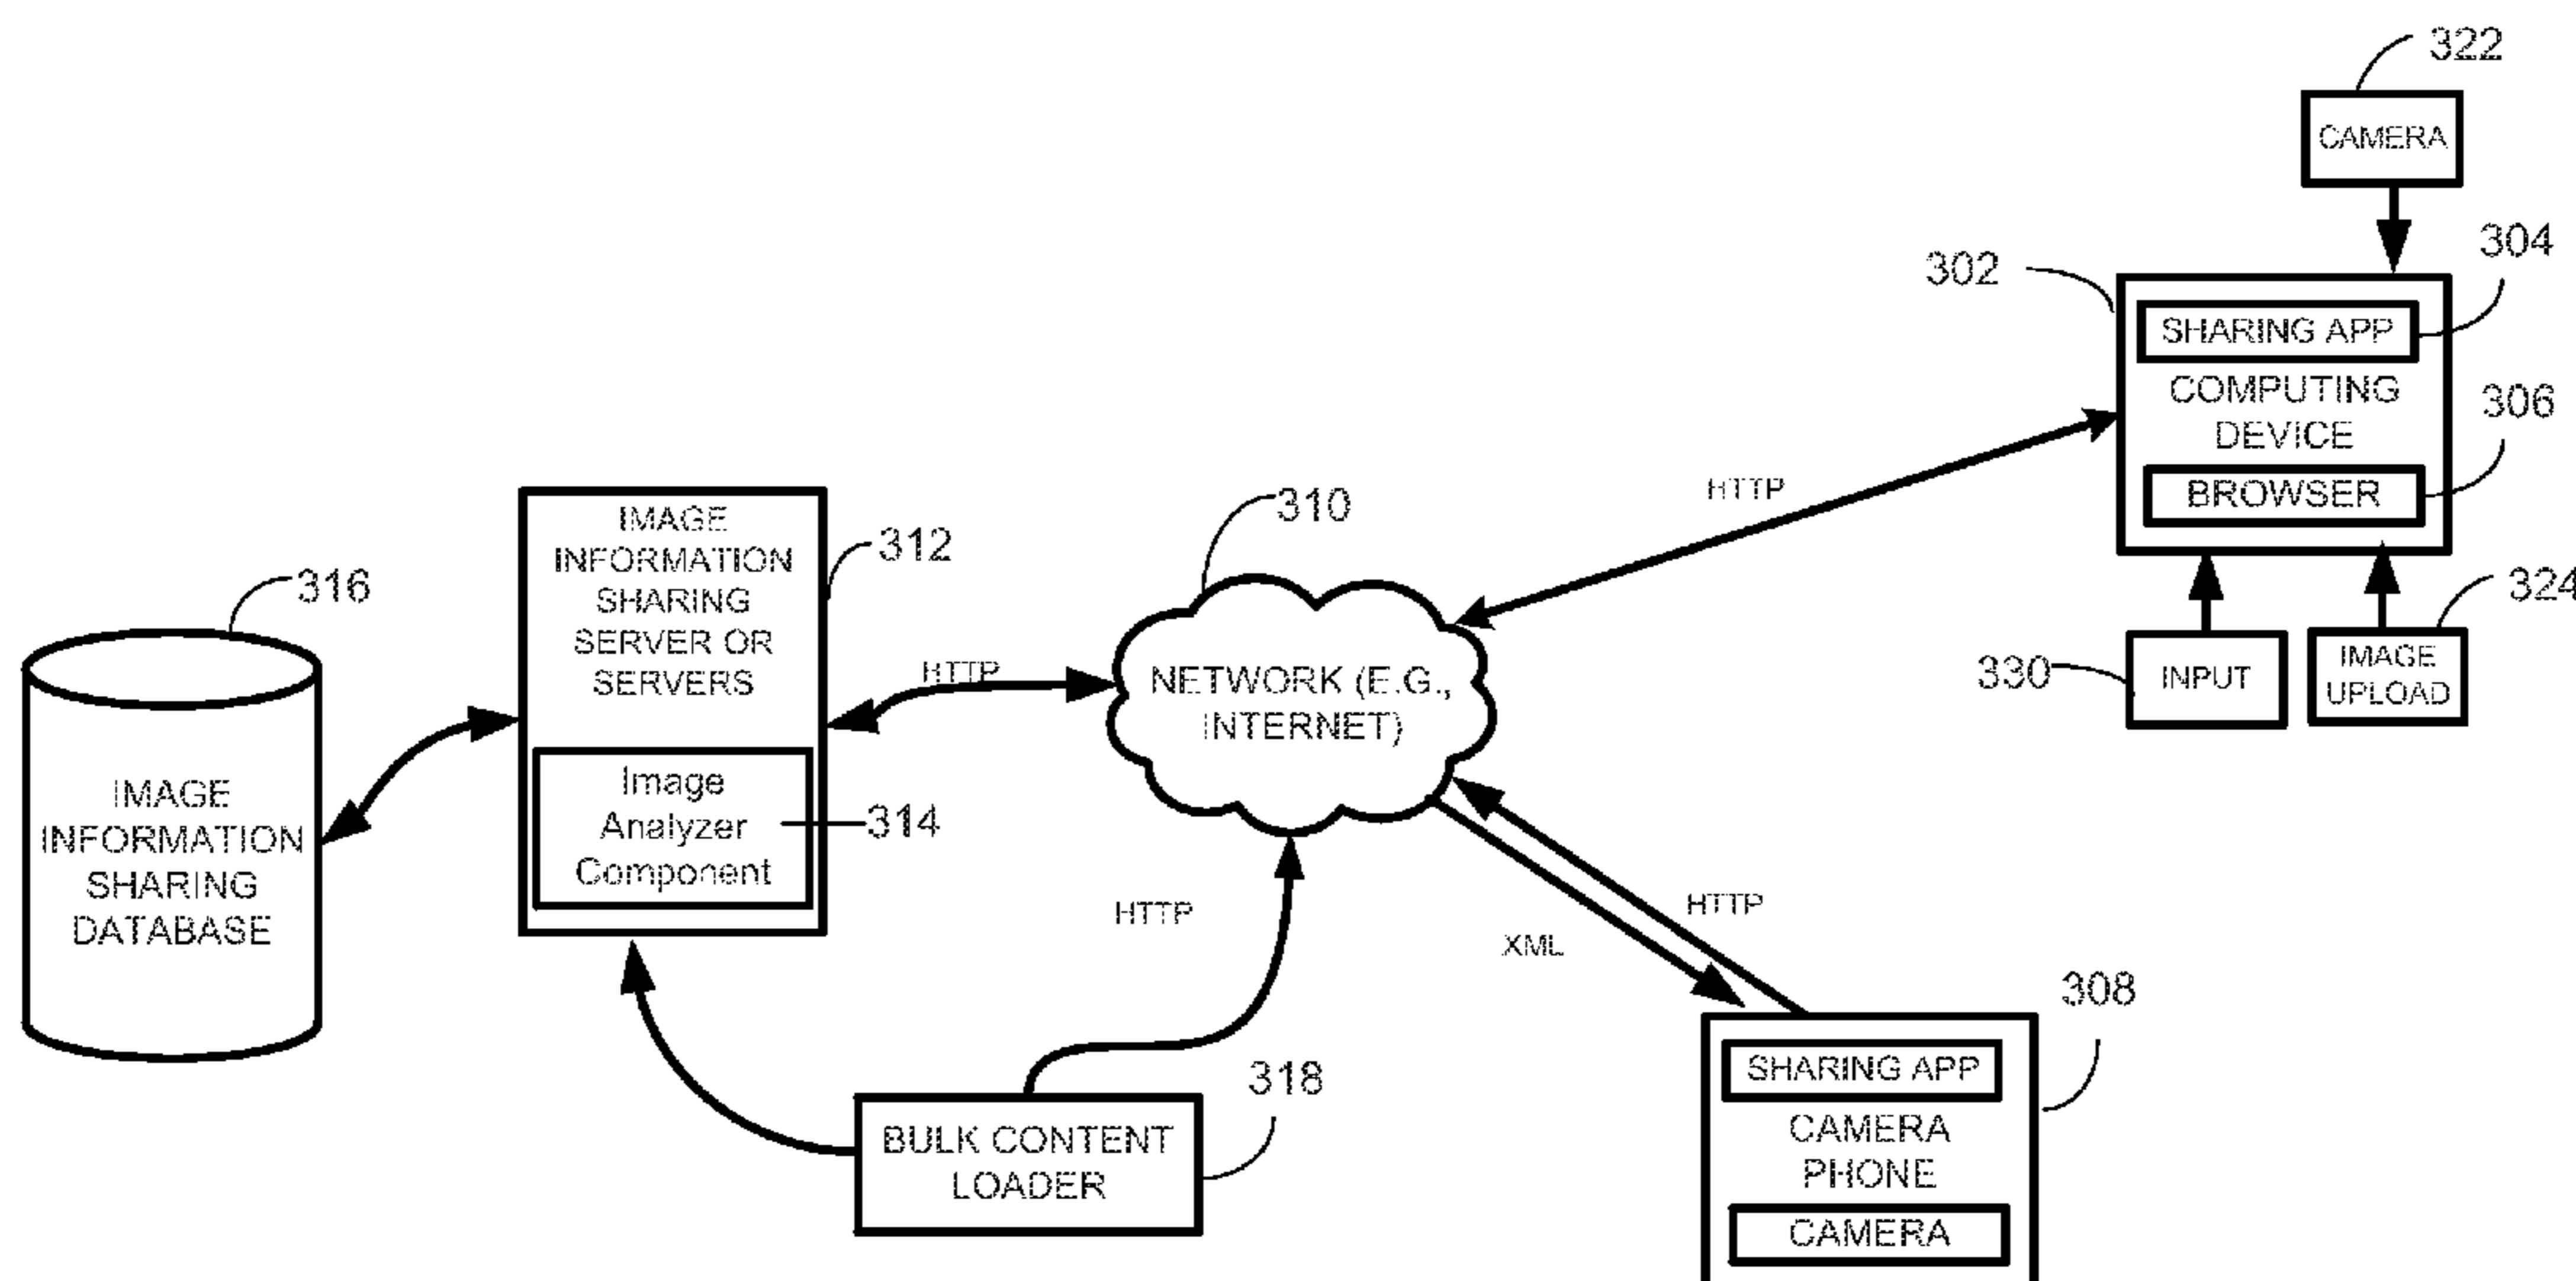 322
CAMERA
304
302
SHARING APP
COMPUTING
DEVICE
306
BROWSER
HTTP
324
330
INPUT
IMAGE
UPLOAD
310
NETWORK (E.G.,
INTERNET)
IMAGE
INFORMATION
SHARING
SERVER OR
SERVERS
312
HTTP
Image
Analyzer
Component
314
316
IMAGE
INFORMATION
SHARING
DATABASE
HTTP
HTTP
XML
318
BULK CONTENT
LOADER
308
SHARING APP
CAMERA
PHONE
CAMERA